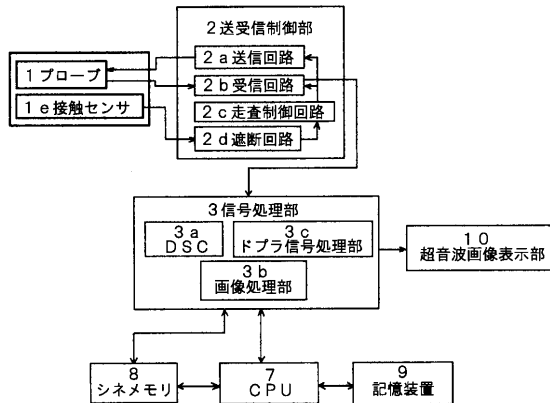 2送受信制御部
2a送信回路
1プローブ
2b受信回路
1e接触センサ
2c走査制御回路
2d遮断回路
3信号処理部
3a
DSC
3c
ドプラ信号処理部
3b
画像処理部
10
超音波画像表示部
8
シネメモリ
7
CPU
9
記憶装置